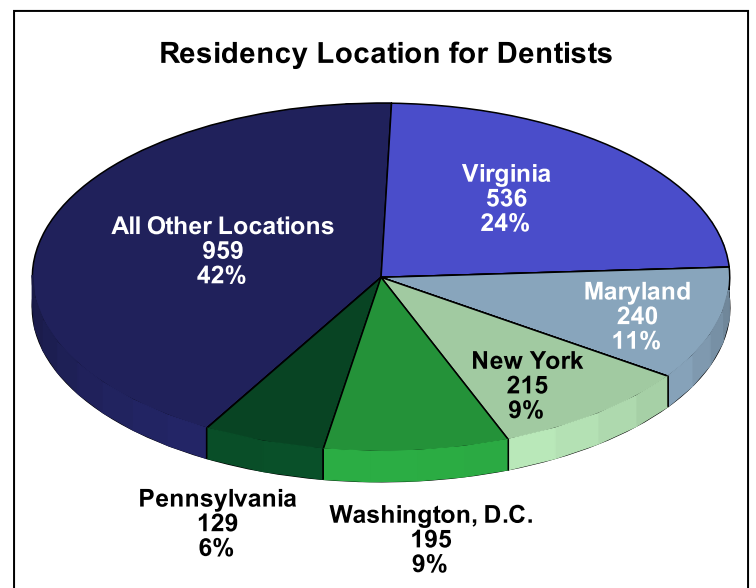 Residency Location for Dentists
Virginia
536
24%
All Other Locations
959
42%
Maryland
240
11%
New York
215
9%
Pennsylvania
129
6%
Washington, D.C.
195
9%